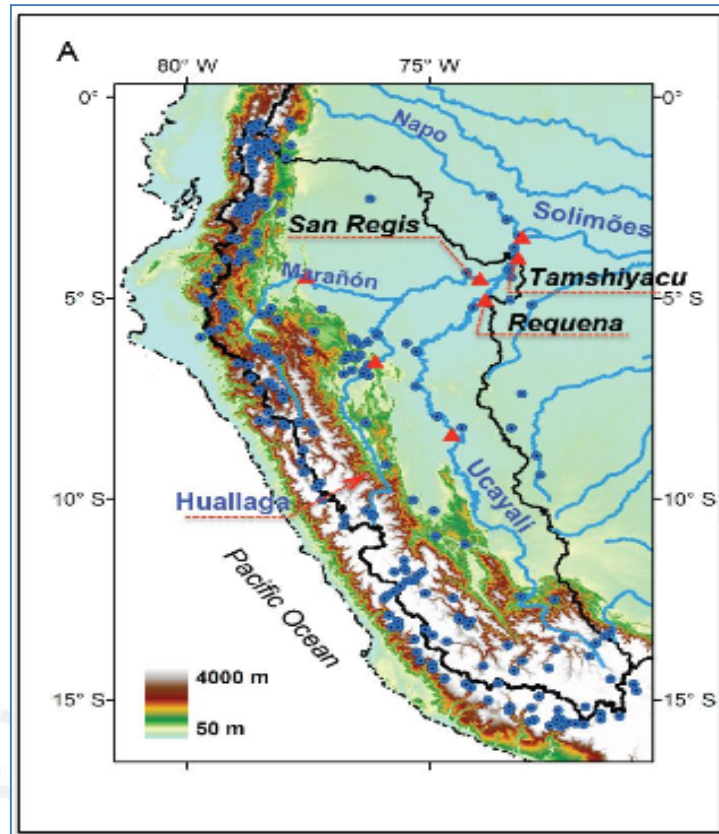 A
80° W 75° W
0° 0°
Napo
Solimões
San Regis
Marañón
Tamshiyacu
5° S 5° S
Requena
10° S 10° S
Huallaga
Ucayali
Pacific Ocean
4000 m
50 m
15° S 15° S